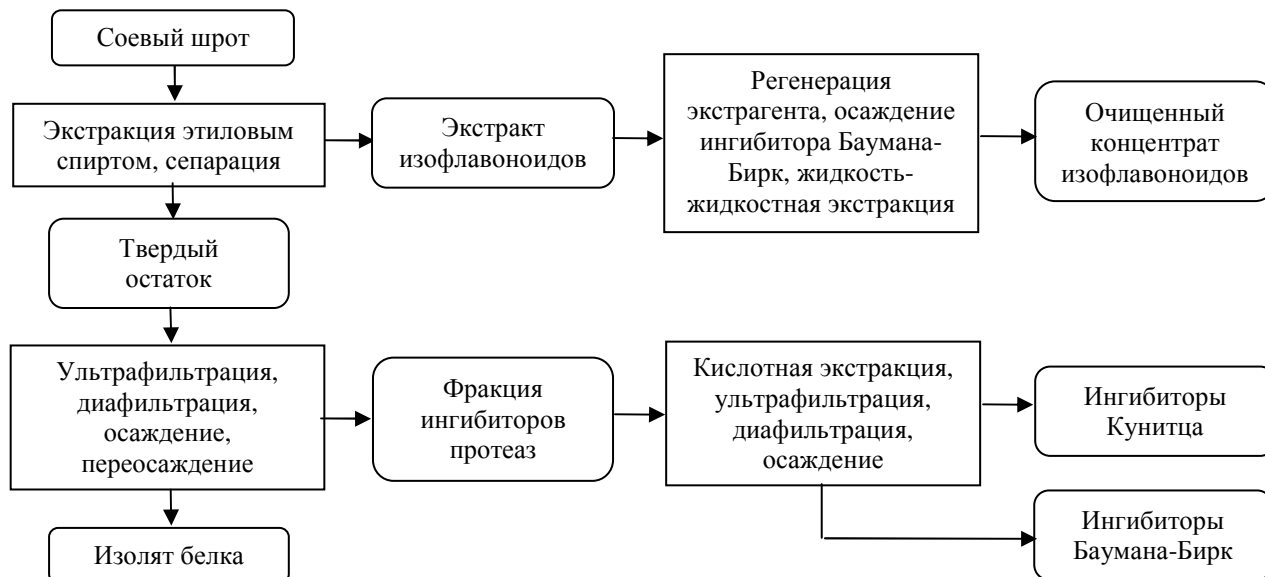 Соевый шрот
Экстракция этиловым
спиртом, сепарация
Экстракт
изофлавоноидов
Регенерация
экстрагента, осаждение
ингибитора Баумана-
Бирк, жидкость-
жидкостная экстракция
Очищенный
концентрат
изофлавоноидов
Твердый
остаток
Ультрафильтрация,
диафильтрация,
осаждение,
переосаждение
Фракция
ингибиторов
протеаз
Кислотная экстракция,
ультрафильтрация,
диафильтрация,
осаждение
Ингибиторы
Кунитца
Ингибиторы
Баумана-Бирк
Изолят белка